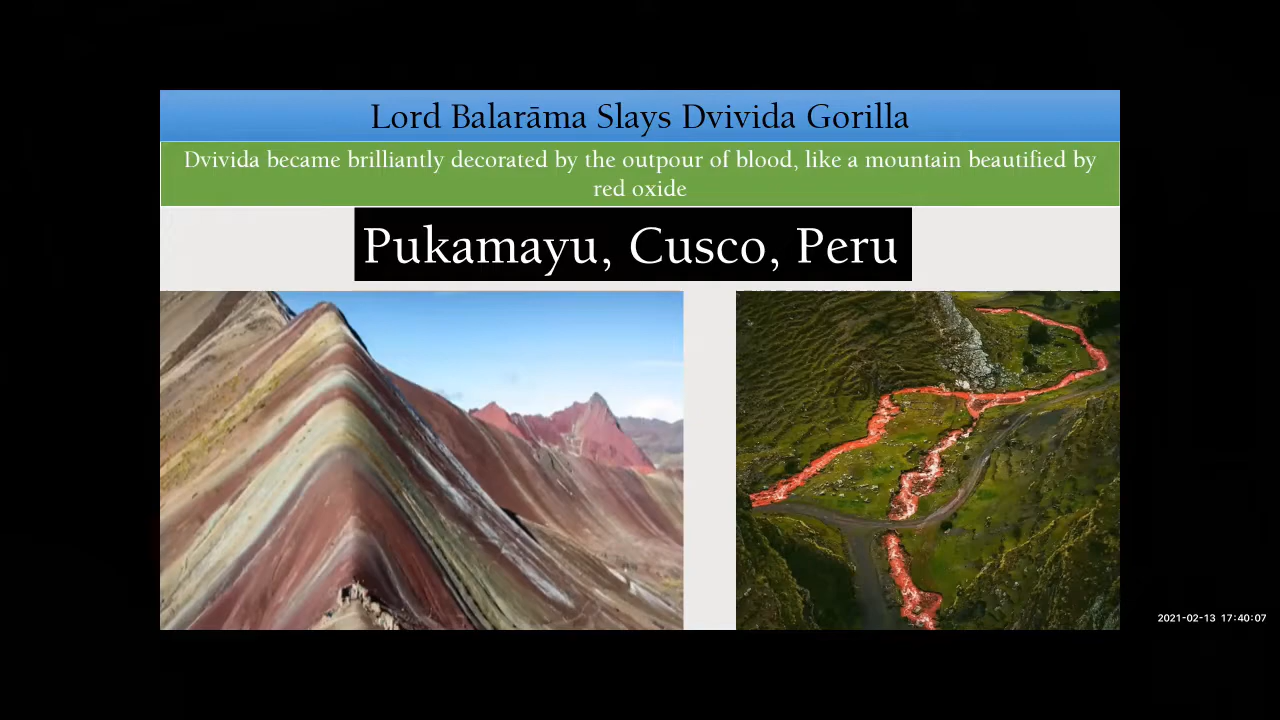 Lord Balarāma Slays Dvivida Gorilla
Dvivida became brilliantly decorated by the outpour of blood, like a mountain beautified by
red oxide
Pukamayu, Cusco, Peru
2021-02-13 17:40:07